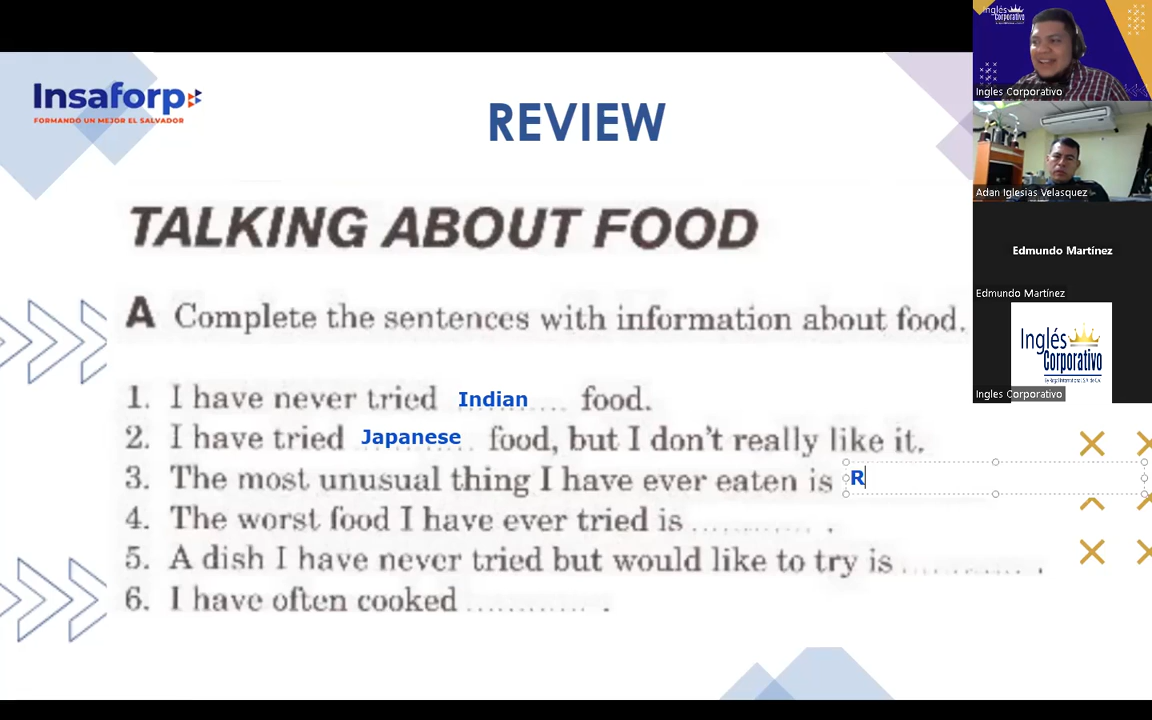 Insaforp
FORMANDO UN MEJOR EL SALVADOR
REVIEW
TALKING ABOUT FOOD
A Complete the sentences with information about food.
1. I have never tried Indian .... food.
2. I have tried Japanese food, but I don't really like it.
3. The most unusual thing I have ever eaten is R
4. The worst food I have ever tried is ............ .
5. A dish I have never tried but would like to try is ............ .
6. I have often cooked ............ .
Inglés
Corporativo
Ingles Corporativo
Adan Iglesias Velasquez
Edmundo Martínez
Edmundo Martínez
Inglés
Corporativo
Ingles Corporativo